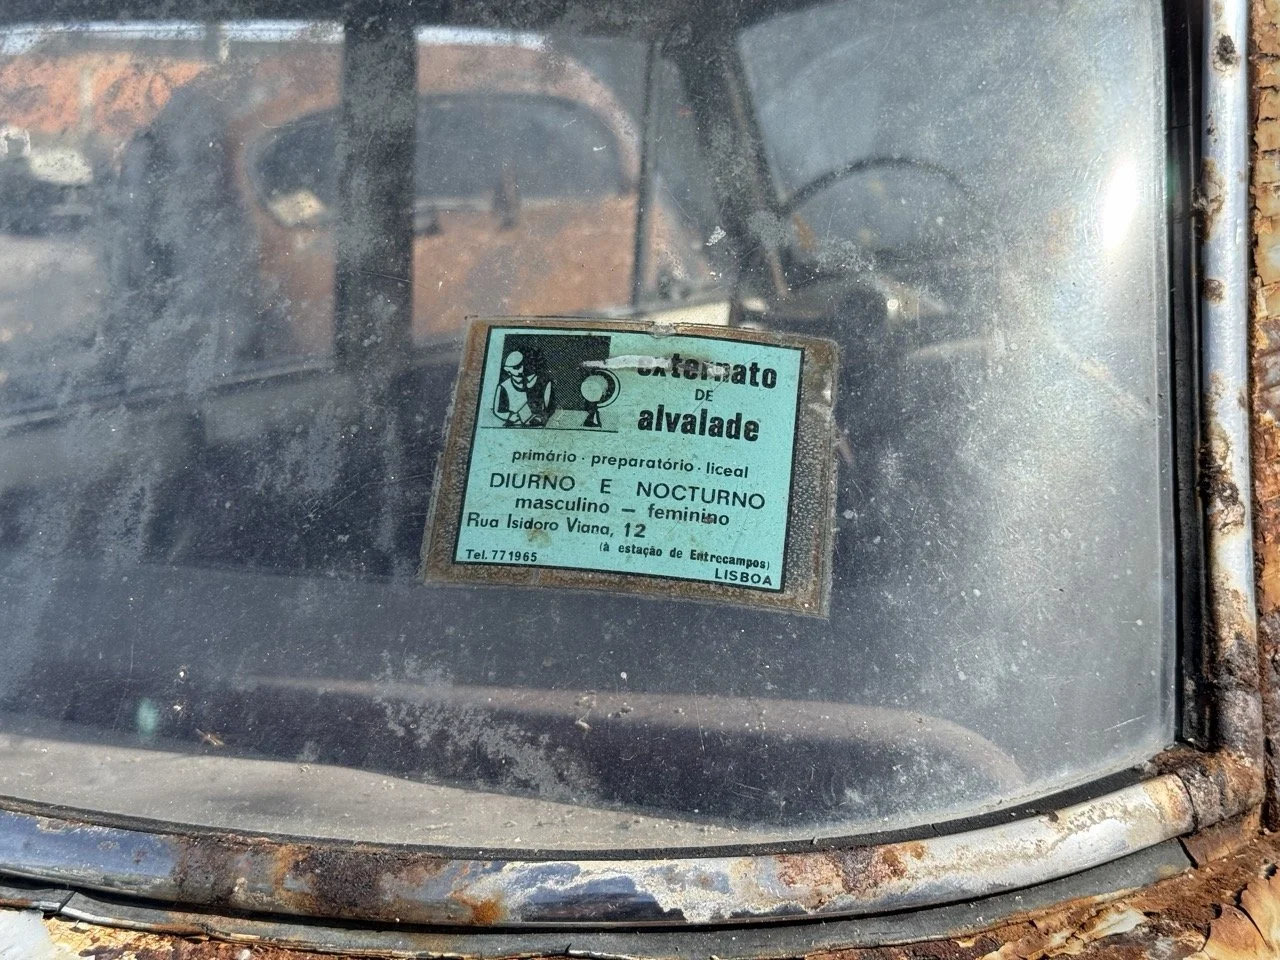 externato
DE
alvalade
primário · preparatório · liceal
DIURNO E NOCTURNO
masculino — feminino
Rua Isidoro Viana, 12
(à estação de Entrecampos)
Tel. 771965
LISBOA